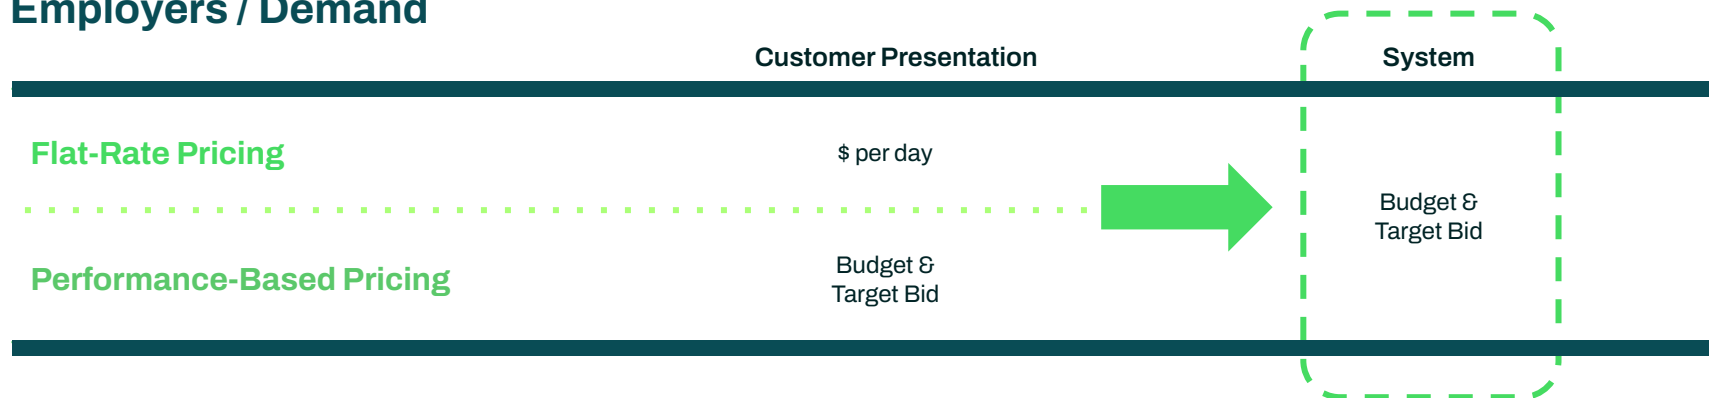 Employers / Demand
Customer Presentation
System
Flat-Rate Pricing
$ per day
Budget &
Target Bid
Performance-Based Pricing
Budget &
Target Bid